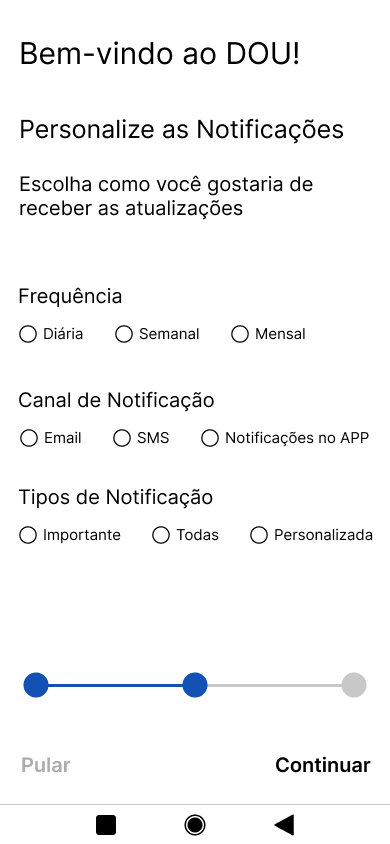 Bem-vindo ao DOU!
Personalize as Notificações
Escolha como você gostaria de
receber as atualizações
Frequência
Diária Semanal Mensal
Canal de Notificação
Email SMS Notificações no APP
Tipos de Notificação
Importante Todas Personalizada
Pular Continuar